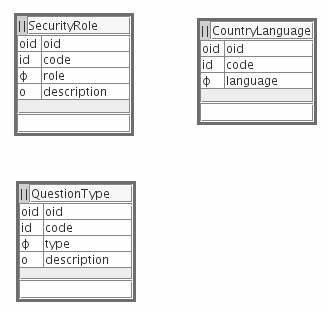 ||SecurityRole
oid oid
id code
φ role
o description
||CountryLanguage
oid oid
id code
φ language
||QuestionType
oid oid
id code
φ type
o description